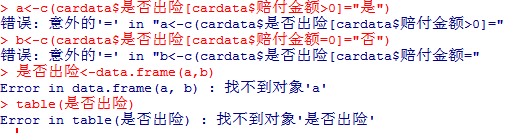 > a<-c(cardata$是否出险[cardata$赔付金额>0]="是")
错误: 意外的'=' in "a<-c(cardata$是否出险[cardata$赔付金额>0]="
> b<-c(cardata$是否出险[cardata$赔付金额=0]="否")
错误: 意外的'=' in "b<-c(cardata$是否出险[cardata$赔付金额="
> 是否出险<-data.frame(a,b)
Error in data.frame(a, b) : 找不到对象'a'
> table(是否出险)
Error in table(是否出险) : 找不到对象'是否出险'